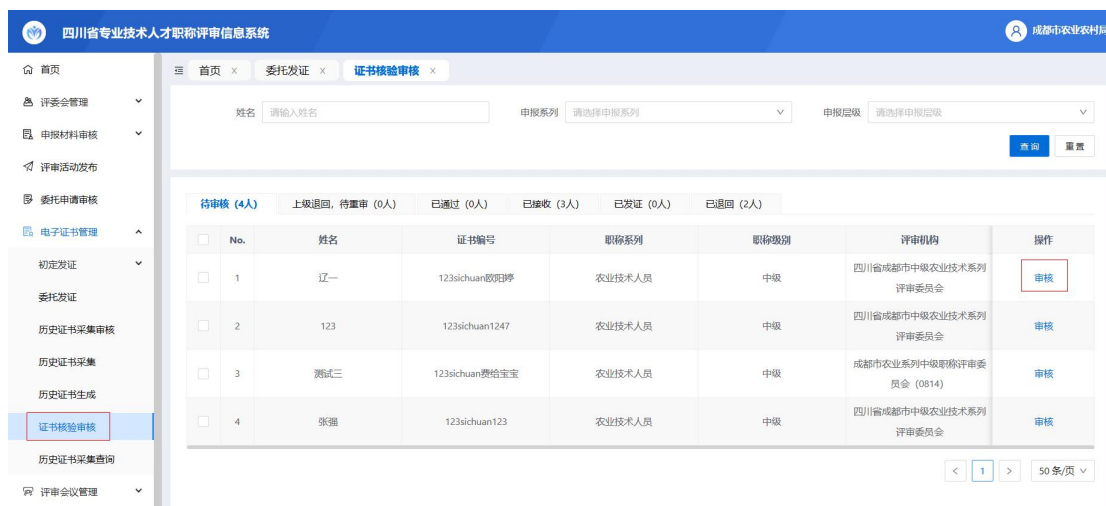 四川省专业技术人才职称评审信息系统
成都市农业农村局
首页
评委会管理
申报材料审核
评审活动发布
委托申请审核
电子证书管理
初定发证
委托发证
历史证书采集审核
历史证书采集
历史证书生成
证书核验审核
历史证书采集查询
评审会议管理
首页 × 委托发证 × 证书核验审核 ×
姓名 请输入姓名 申报系列 请选择申报系列 申报层级 请选择申报层级
查询 重置
待审核 (4人) 上级退回, 待重审 (0人) 已通过 (0人) 已接收 (3人) 已发证 (0人) 已退回 (2人)
No. 姓名 证书编号 职称系列 职称级别 评审机构 操作
1 辽一 123sichuan欧阳婷 农业技术人员 中级 四川省成都市中级农业技术系列 审核
评审委员会
2 123 123sichuan1247 农业技术人员 中级 四川省成都市中级农业技术系列 审核
评审委员会
3 测试三 123sichuan费给宝宝 农业技术人员 中级 成都市农业系列中级职称评审委 审核
员会 (0814)
4 张强 123sichuan123 农业技术人员 中级 四川省成都市中级农业技术系列 审核
评审委员会
< 1 > 50 条/页